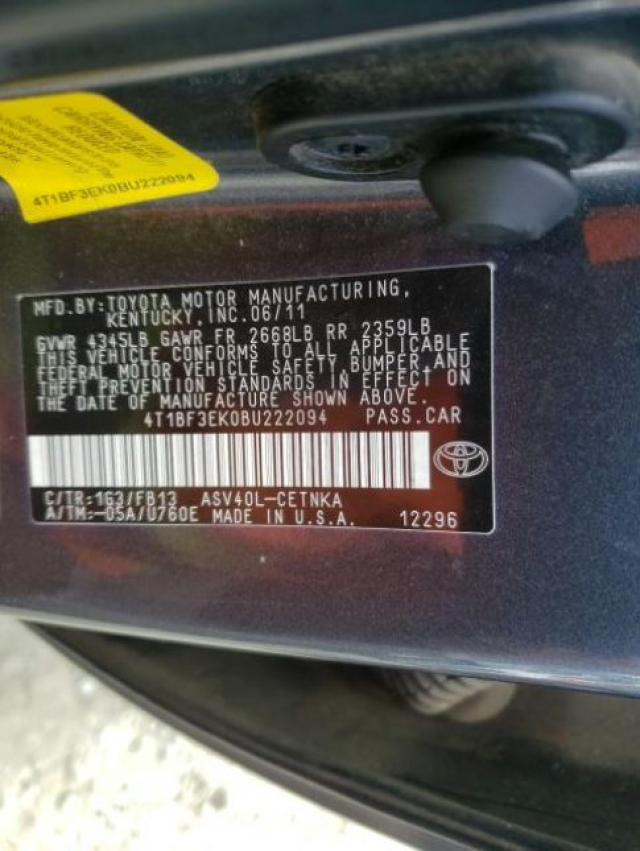 4T1BF3EK0BU222094
MFD.BY:TOYOTA MOTOR MANUFACTURING,
KENTUCKY,INC.06/11
GVWR 4345LB GAWR FR 2668LB RR 2359LB
THIS VEHICLE CONFORMS TO ALL APPLICABLE
FEDERAL MOTOR VEHICLE SAFETY,BUMPER,AND
THEFT PREVENTION STANDARDS IN EFFECT ON
THE DATE OF MANUFACTURE SHOWN ABOVE.
4T1BF3EK0BU222094 PASS.CAR
C/TR:1G3/FB13 ASV40L-CETNKA
A/TM:-05A/U760E MADE IN U.S.A. 12296